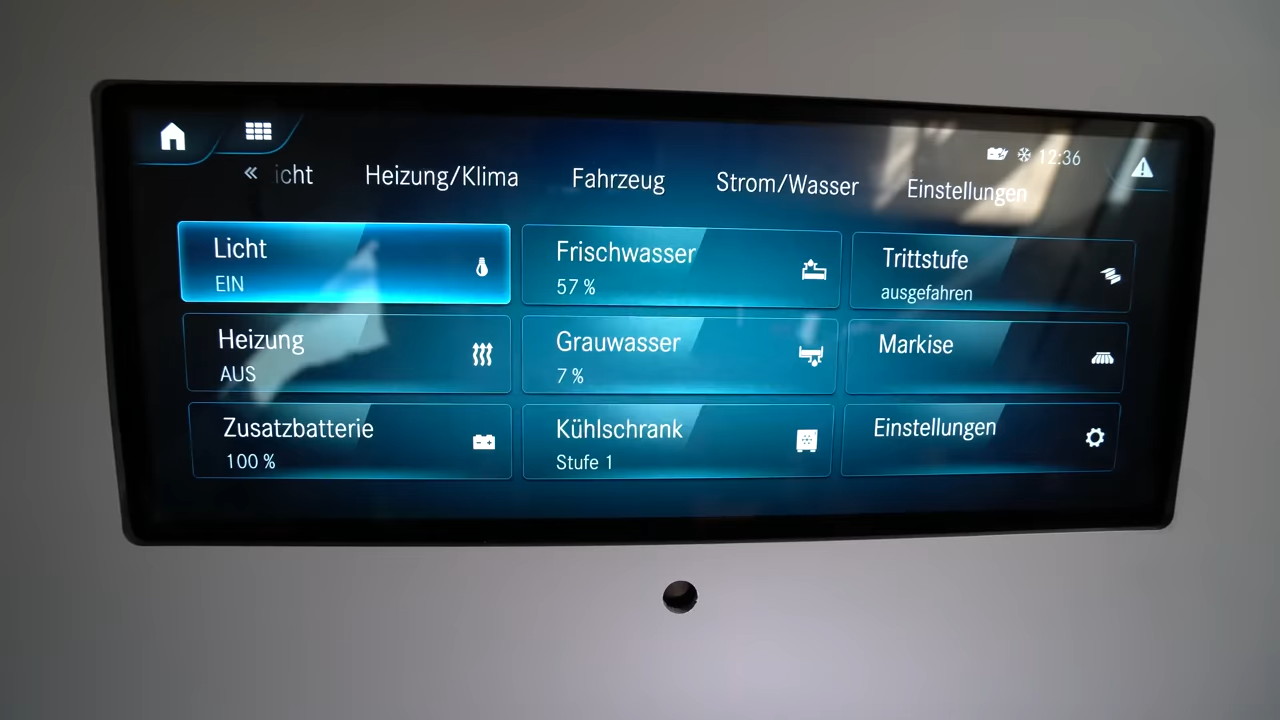 12:36
« icht
Heizung/Klima
Fahrzeug
Strom/Wasser
Einstellungen
Licht
EIN
Frischwasser
57 %
Trittstufe
ausgefahren
Heizung
AUS
Grauwasser
7 %
Markise
Zusatzbatterie
100 %
Kühlschrank
Stufe 1
Einstellungen